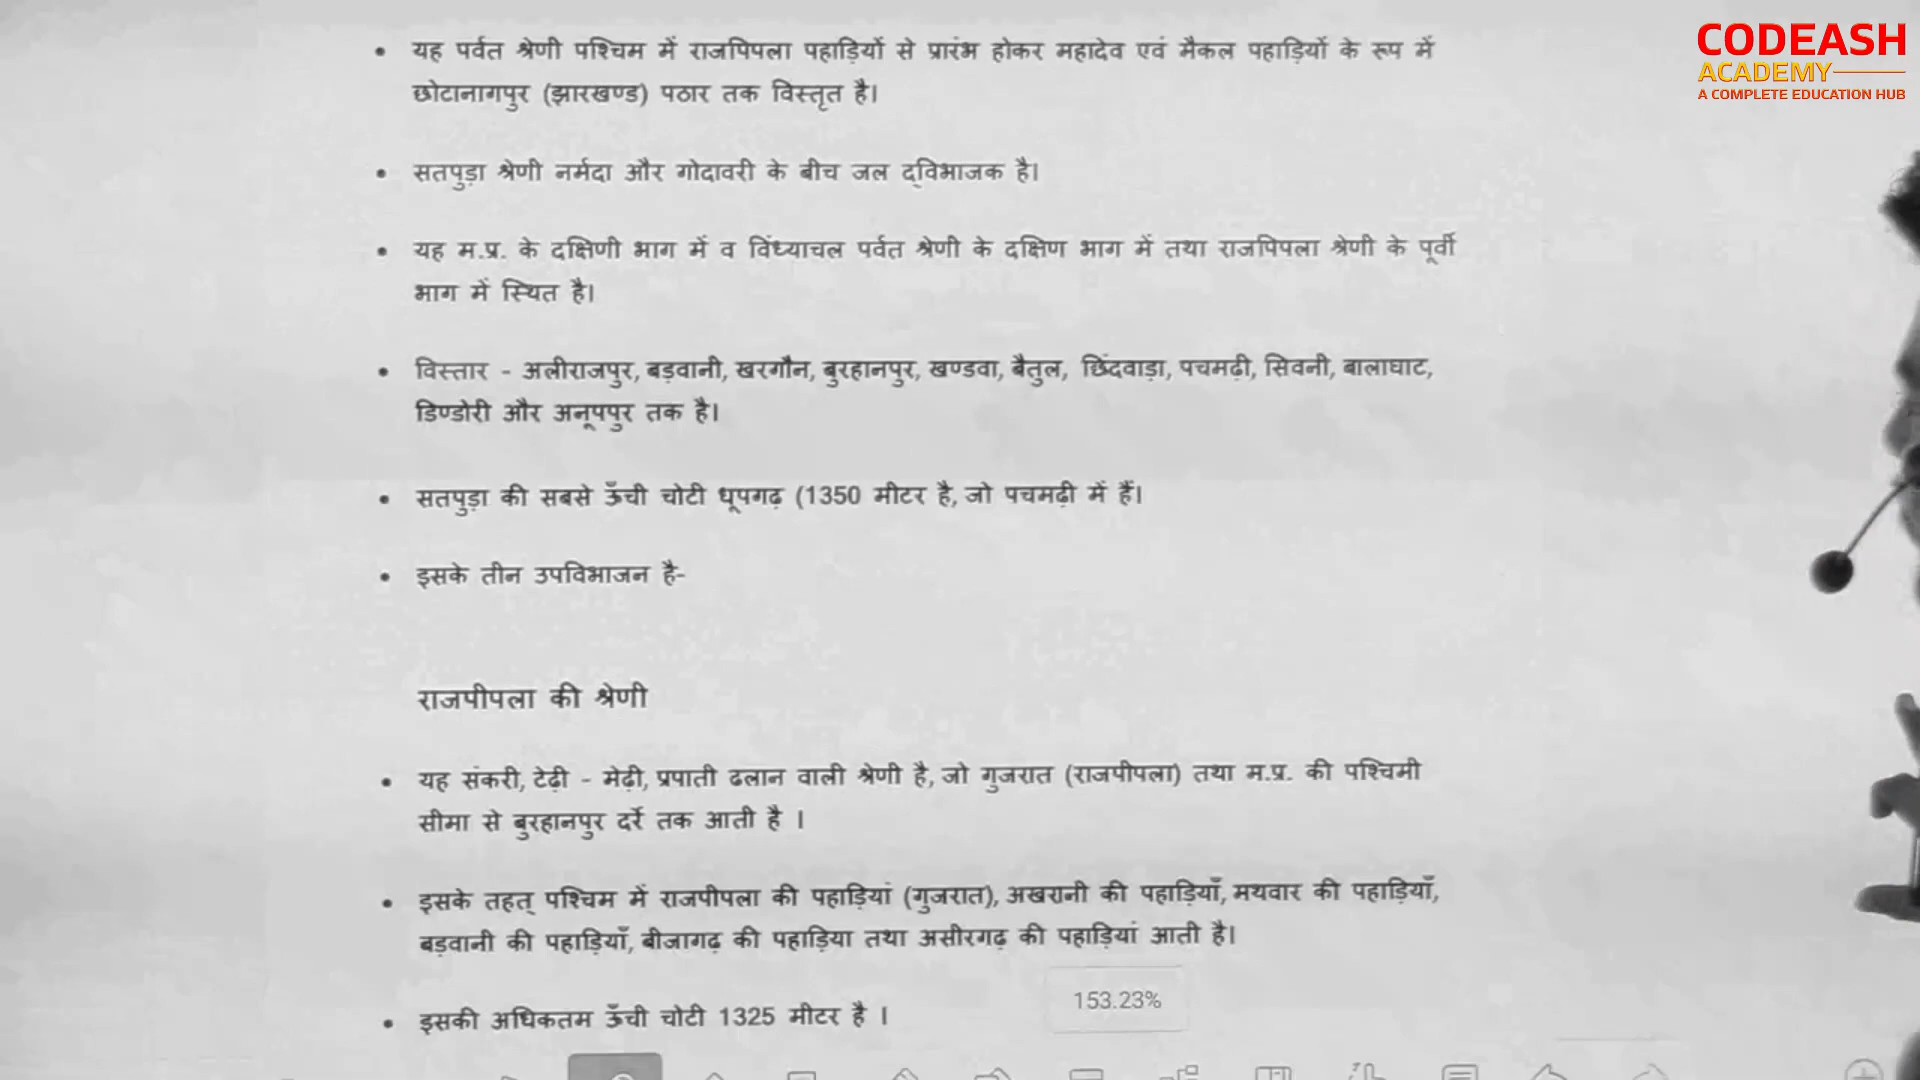 CODEASH
ACADEMY
A COMPLETE EDUCATION HUB
• यह पर्वत श्रेणी पश्चिम में राजपिपला पहाड़ियों से प्रारंभ होकर महादेव एवं मैकल पहाड़ियों के रूप में
छोटानागपुर (झारखण्ड) पठार तक विस्तृत है।
• सतपुड़ा श्रेणी नर्मदा और गोदावरी के बीच जल द्विभाजक है।
• यह म.प्र. के दक्षिणी भाग में व विंध्याचल पर्वत श्रेणी के दक्षिण भाग में तथा राजपिपला श्रेणी के पूर्वी
भाग में स्थित है।
• विस्तार - अलीराजपुर, बड़वानी, खरगौन, बुरहानपुर, खण्डवा, बैतुल, छिंदवाड़ा, पचमढ़ी, सिवनी, बालाघाट,
डिण्डोरी और अनूपपुर तक है।
• सतपुड़ा की सबसे ऊँची चोटी धूपगढ़ (1350 मीटर है, जो पचमढ़ी में हैं।
• इसके तीन उपविभाजन है-
राजपीपला की श्रेणी
• यह संकरी, टेढ़ी - मेढ़ी, प्रपाती ढलान वाली श्रेणी है, जो गुजरात (राजपीपला) तथा म.प्र. की पश्चिमी
सीमा से बुरहानपुर दर्रे तक आती है ।
• इसके तहत् पश्चिम में राजपीपला की पहाड़ियां (गुजरात), अखरानी की पहाड़ियाँ, मथवार की पहाड़ियाँ,
बड़वानी की पहाड़ियाँ, बीजागढ़ की पहाड़िया तथा असीरगढ़ की पहाड़ियां आती है।
• इसकी अधिकतम ऊँची चोटी 1325 मीटर है ।
153.23%